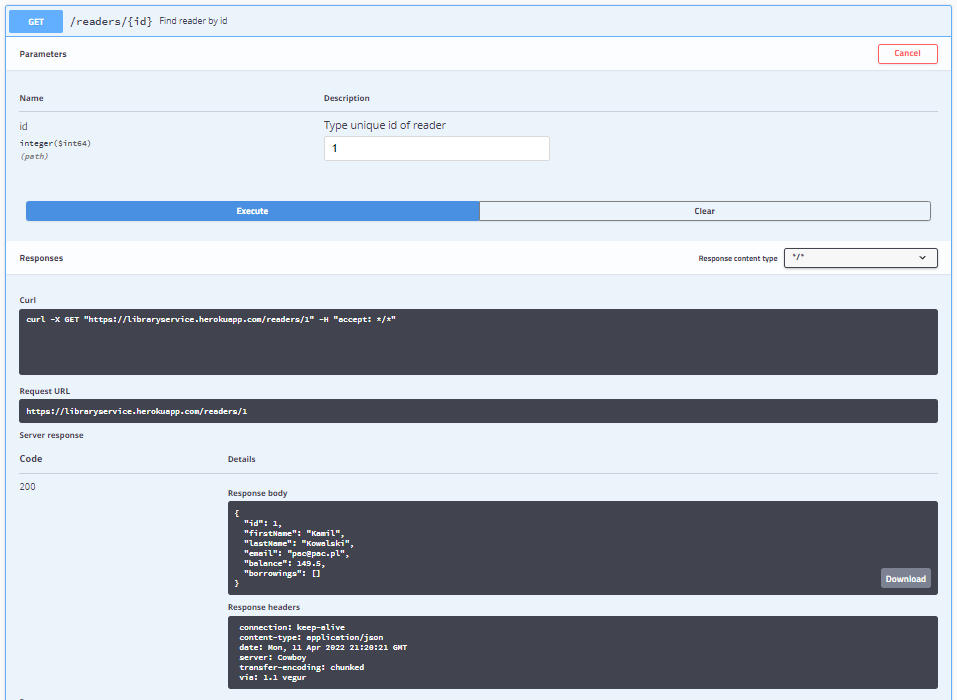 GET /readers/{id} Find reader by id
Parameters Cancel
Name Description
id Type unique id of reader
integer($int64) 1
(path)
Execute Clear
Responses Response content type */*
Curl
curl -X GET "https://libraryservice.herokuapp.com/readers/1" -H "accept: */*"
Request URL
https://libraryservice.herokuapp.com/readers/1
Server response
Code Details
200
Response body
{
"id": 1,
"firstName": "Kamil",
"lastName": "Kowalski",
"email": "pac@pac.pl",
"balance": 149.5,
"borrowings": []
}
Download
Response headers
connection: keep-alive
content-type: application/json
date: Mon, 11 Apr 2022 21:20:21 GMT
server: Cowboy
transfer-encoding: chunked
via: 1.1 vegur